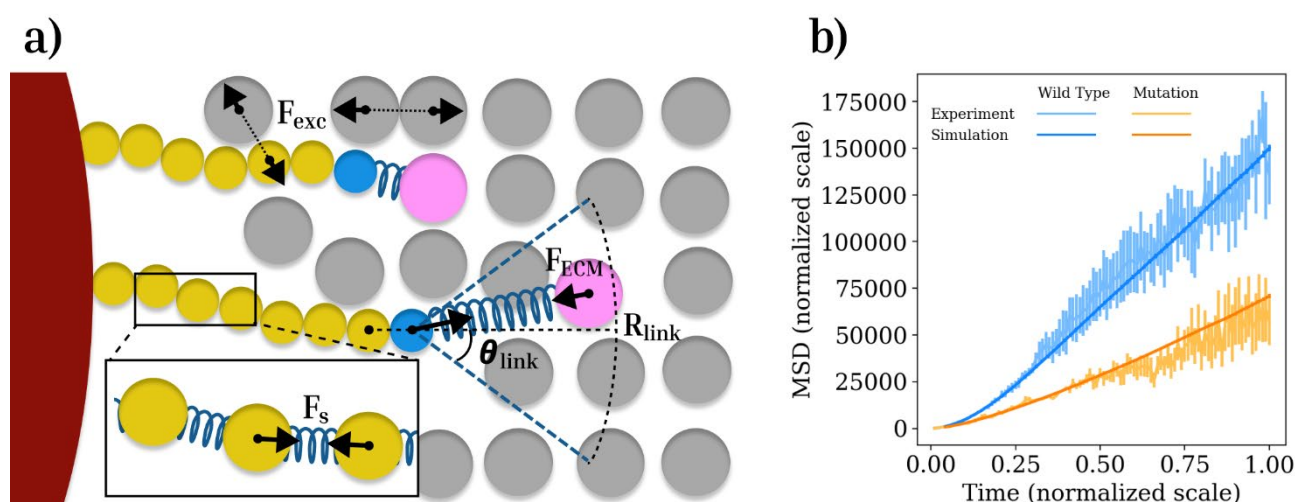 a)
F_exc
F_ECM
R_link
θ_link
F_s
b)
Wild Type Mutation
Experiment
Simulation
MSD (normalized scale)
175000
150000
125000
100000
75000
50000
25000
0
0.00 0.25 0.50 0.75 1.00
Time (normalized scale)